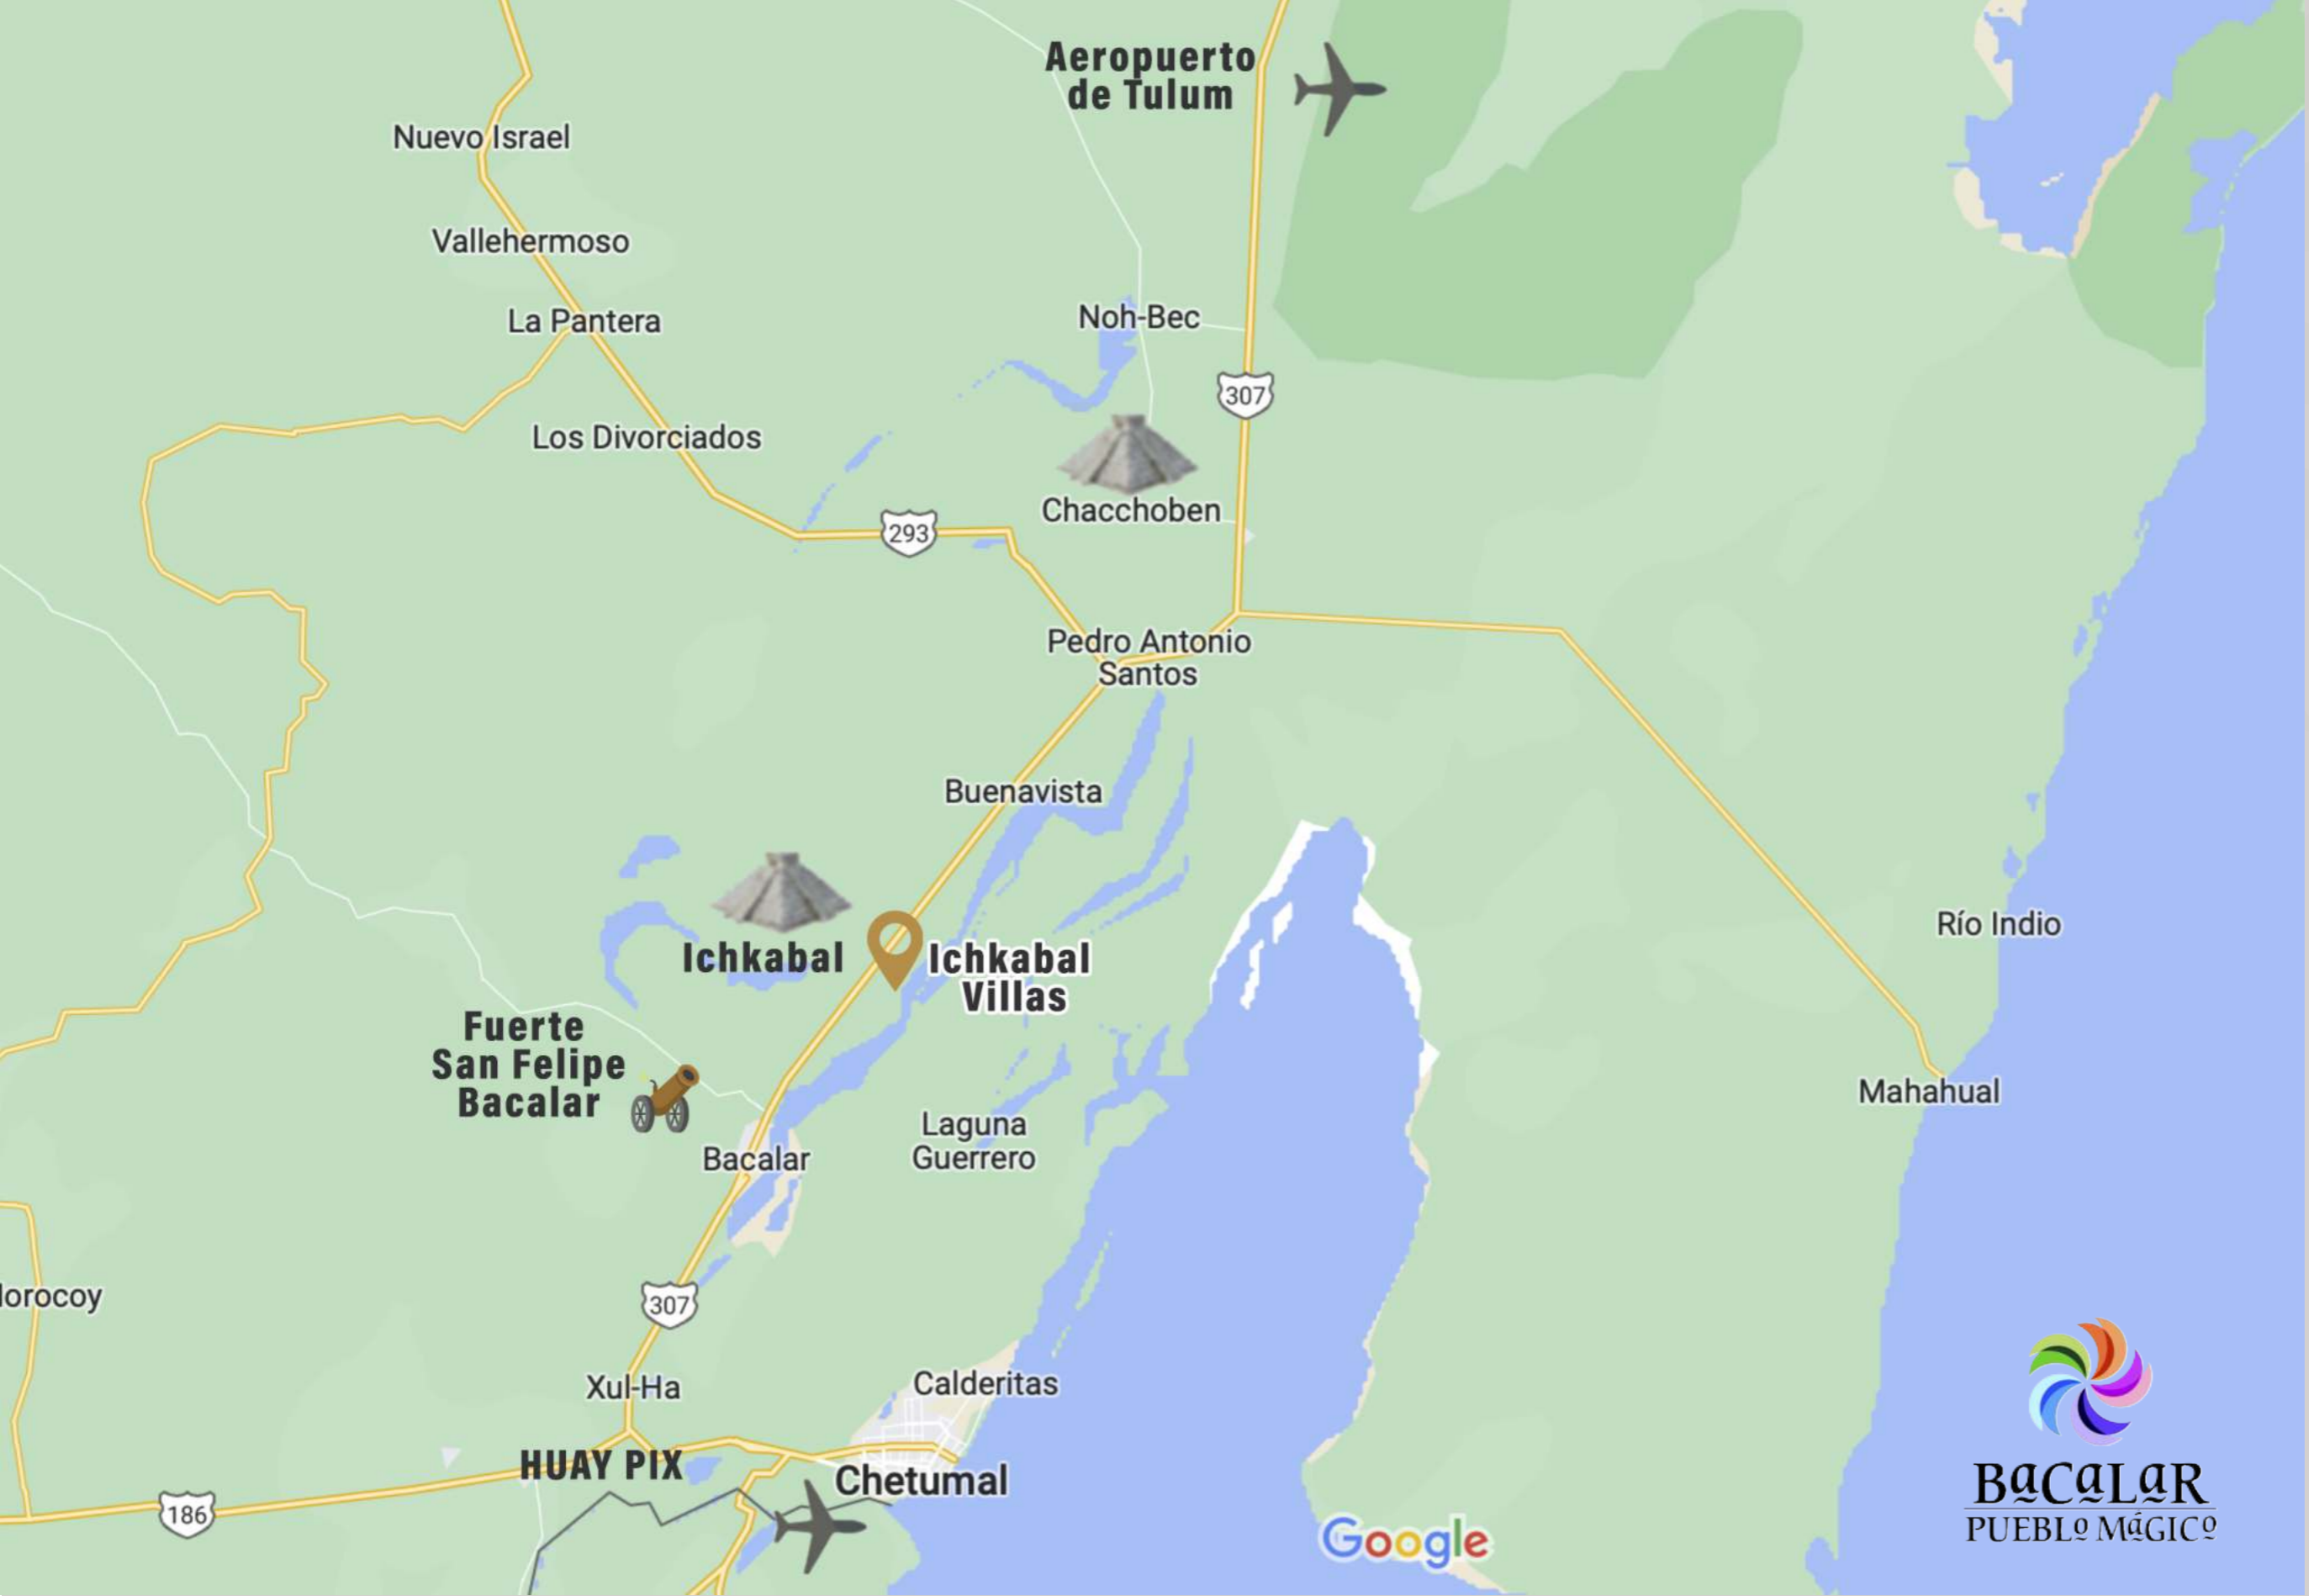 Aeropuerto
de Tulum
Nuevo Israel
Vallehermoso
La Pantera
Noh-Bec
307
Los Divorciados
Chacchoben
293
Pedro Antonio
Santos
Buenavista
Río Indio
Ichkabal
Ichkabal
Villas
Fuerte
San Felipe
Bacalar
Mahahual
Laguna
Guerrero
Bacalar
orocoy
307
Xul-Ha
Calderitas
HUAY PIX
Chetumal
186
Google
BaCaLaR
PUEBLo MáGICo